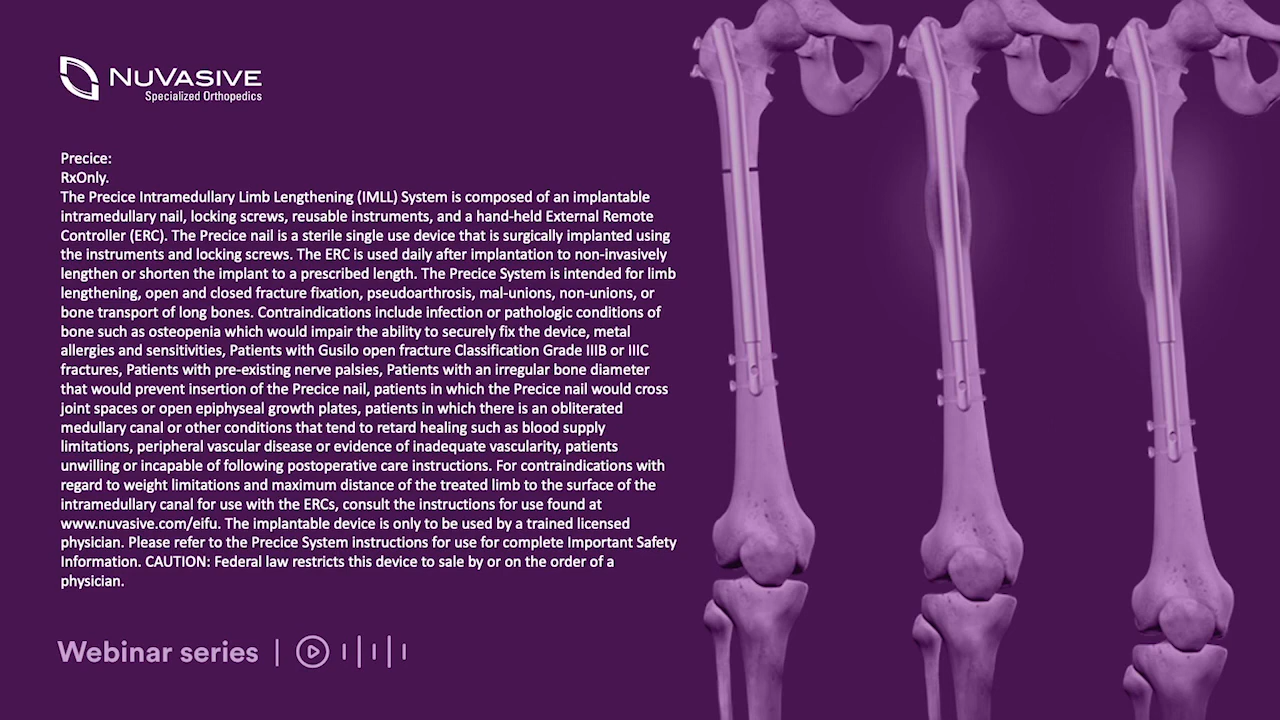 NUVASIVE
Specialized Orthopedics
Precice:
RxOnly.
The Precice Intramedullary Limb Lengthening (IMLL) System is composed of an implantable
intramedullary nail, locking screws, reusable instruments, and a hand-held External Remote
Controller (ERC). The Precice nail is a sterile single use device that is surgically implanted using
the instruments and locking screws. The ERC is used daily after implantation to non-invasively
lengthen or shorten the implant to a prescribed length. The Precice System is intended for limb
lengthening, open and closed fracture fixation, pseudoarthrosis, mal-unions, non-unions, or
bone transport of long bones. Contraindications include infection or pathologic conditions of
bone such as osteopenia which would impair the ability to securely fix the device, metal
allergies and sensitivities, Patients with Gusilo open fracture Classification Grade IIIB or IIIC
fractures, Patients with pre-existing nerve palsies, Patients with an irregular bone diameter
that would prevent insertion of the Precice nail, patients in which the Precice nail would cross
joint spaces or open epiphyseal growth plates, patients in which there is an obliterated
medullary canal or other conditions that tend to retard healing such as blood supply
limitations, peripheral vascular disease or evidence of inadequate vascularity, patients
unwilling or incapable of following postoperative care instructions. For contraindications with
regard to weight limitations and maximum distance of the treated limb to the surface of the
intramedullary canal for use with the ERCs, consult the instructions for use found at
www.nuvasive.com/eifu. The implantable device is only to be used by a trained licensed
physician. Please refer to the Precice System instructions for use for complete Important Safety
Information. CAUTION: Federal law restricts this device to sale by or on the order of a
physician.
Webinar series